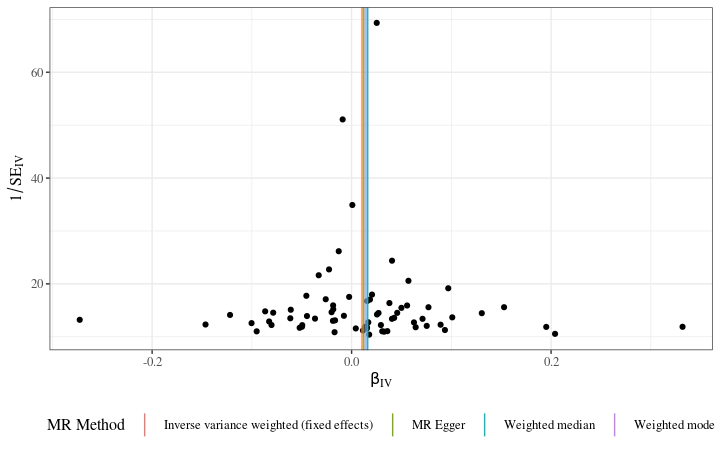 60
40
20
1/SE_IV
-0.2
0.0
0.2
β_IV
MR Method
Inverse variance weighted (fixed effects)
MR Egger
Weighted median
Weighted mode